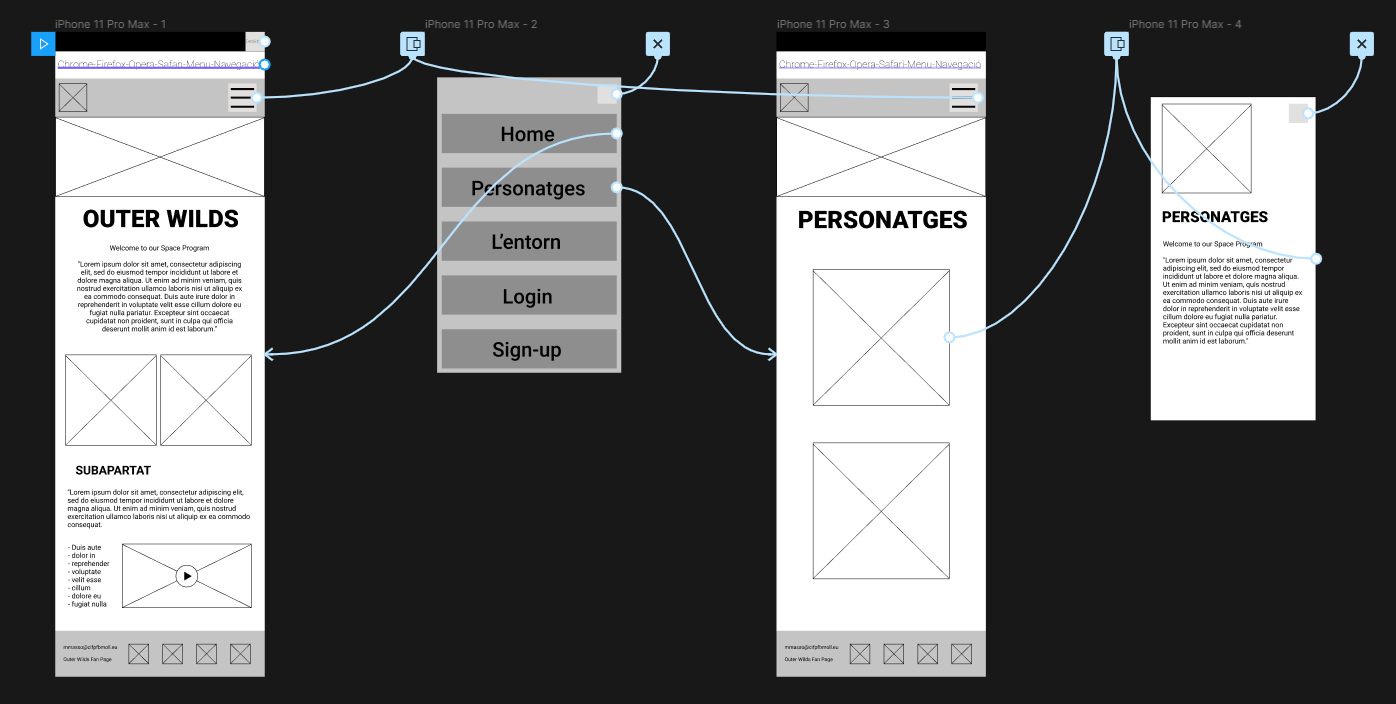 iPhone 11 Pro Max - 1
Chrome-Firefox-Opera-Safari-Menu-Navegació
OUTER WILDS
Welcome to our Space Program
"Lorem ipsum dolor sit amet, consectetur adipiscing
elit, sed do eiusmod tempor incididunt ut labore et
dolore magna aliqua. Ut enim ad minim veniam, quis
nostrud exercitation ullamco laboris nisi ut aliquip ex
ea commodo consequat. Duis aute irure dolor in
reprehenderit in voluptate velit esse cillum dolore eu
fugiat nulla pariatur. Excepteur sint occaecat
cupidatat non proident, sunt in culpa qui officia
deserunt mollit anim id est laborum."
SUBAPARTAT
"Lorem ipsum dolor sit amet, consectetur adipiscing elit,
sed do eiusmod tempor incididunt ut labore et dolore
magna aliqua. Ut enim ad minim veniam, quis nostrud
exercitation ullamco laboris nisi ut aliquip ex ea commodo
consequat.
- Duis aute
- dolor in
- reprehender
- voluptate
- velit esse
- cillum
- dolore eu
- fugiat nulla
mmasso@cifpfbmoll.eu
Outer Wilds Fan Page
iPhone 11 Pro Max - 2
Home
Personatges
L'entorn
Login
Sign-up
iPhone 11 Pro Max - 3
Chrome-Firefox-Opera-Safari-Menu-Navegació
PERSONATGES
mmasso@cifpfbmoll.eu
Outer Wilds Fan Page
iPhone 11 Pro Max - 4
PERSONATGES
Welcome to our Space Program
"Lorem ipsum dolor sit amet, consectetur
adipiscing elit, sed do eiusmod tempor
incididunt ut labore et dolore magna aliqua.
Ut enim ad minim veniam, quis nostrud
exercitation ullamco laboris nisi ut aliquip ex
ea commodo consequat. Duis aute irure
dolor in reprehenderit in voluptate velit esse
cillum dolore eu fugiat nulla pariatur.
Excepteur sint occaecat cupidatat non
proident, sunt in culpa qui officia deserunt
mollit anim id est laborum."